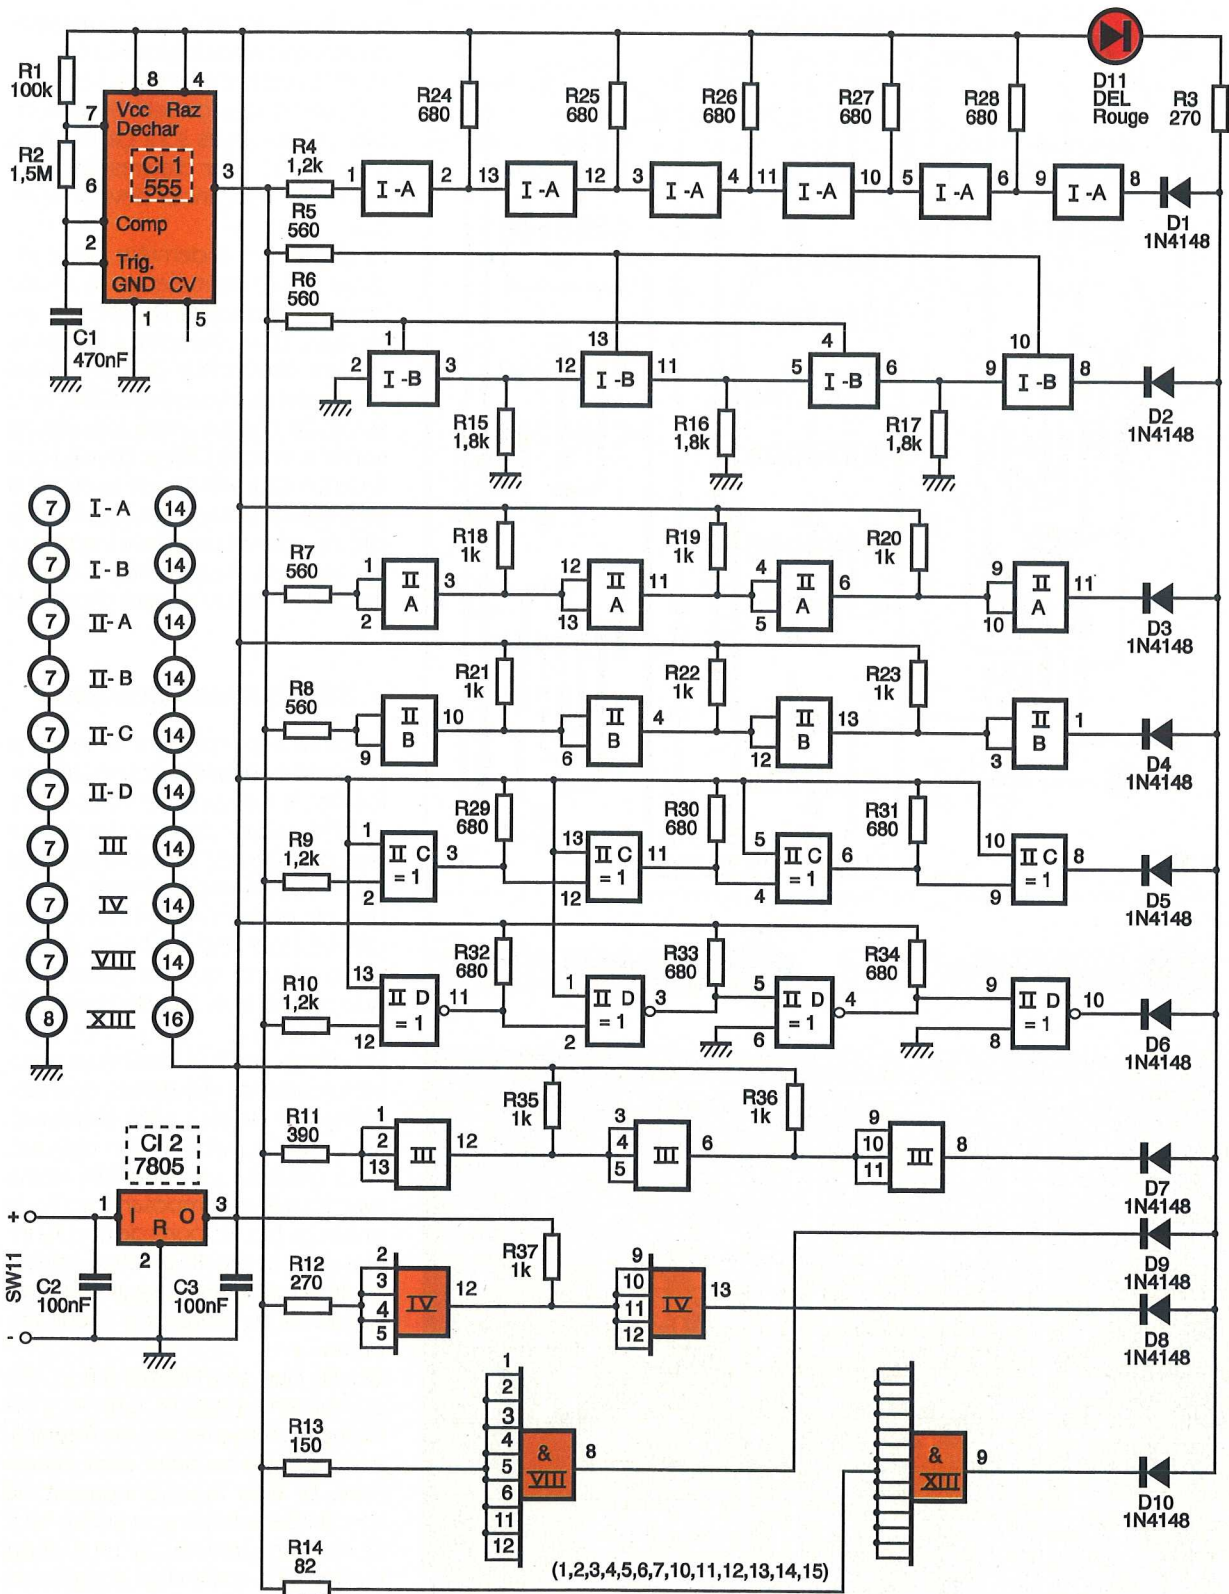 R1
100k
R2
1,5M
7
6
2
8
4
Vcc Raz
Dechar
CI 1
555
Comp
Trig.
GND CV
3
1
5
C1
470nF
R4
1,2k
R5
560
R6
560
R24
680
R25
680
R26
680
R27
680
R28
680
D11
DEL
Rouge
R3
270
1 I-A 2
13 I-A 12
3 I-A 4
11 I-A 10
5 I-A 6
9 I-A 8
D1
1N4148
1
2 I-B 3
13
12 I-B 11
4
5 I-B 6
10
9 I-B 8
D2
1N4148
R15
1,8k
R16
1,8k
R17
1,8k
7 I-A 14
7 I-B 14
7 II-A 14
7 II-B 14
7 II-C 14
7 II-D 14
7 III 14
7 IV 14
7 VIII 14
8 XIII 16
R7
560
R18
1k
R19
1k
R20
1k
1
2
II
A
3
12
13
II
A
11
4
5
II
A
6
9
10
II
A
11
D3
1N4148
R8
560
R21
1k
R22
1k
R23
1k
9
II
B
10
6
II
B
4
12
II
B
13
3
II
B
1
D4
1N4148
R9
1,2k
R29
680
R30
680
R31
680
1
2
II C
=1
3
13
12
II C
=1
11
5
4
II C
=1
6
10
9
II C
=1
8
D5
1N4148
R10
1,2k
R32
680
R33
680
R34
680
13
12
II D
=1
11
1
2
II D
=1
3
5
6
II D
=1
4
9
8
II D
=1
10
D6
1N4148
R11
390
R35
1k
R36
1k
1
2
13
III
12
3
4
5
III
6
9
10
11
III
8
D7
1N4148
CI 2
7805
+
1
I
R
O
3
2
SW11
-
C2
100nF
C3
100nF
R12
270
R37
1k
2
3
4
5
IV
12
9
10
11
12
IV
13
D9
1N4148
D8
1N4148
R13
150
1
2
3
4
5
6
11
12
&
VIII
8
&
XIII
9
D10
1N4148
R14
82
(1,2,3,4,5,6,7,10,11,12,13,14,15)